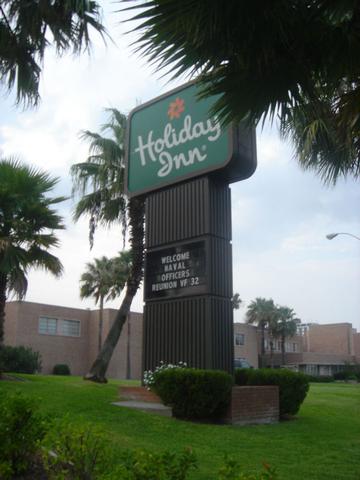 Holiday
Inn®
WELCOME
NAVAL
OFFICERS
REUNION VF 32